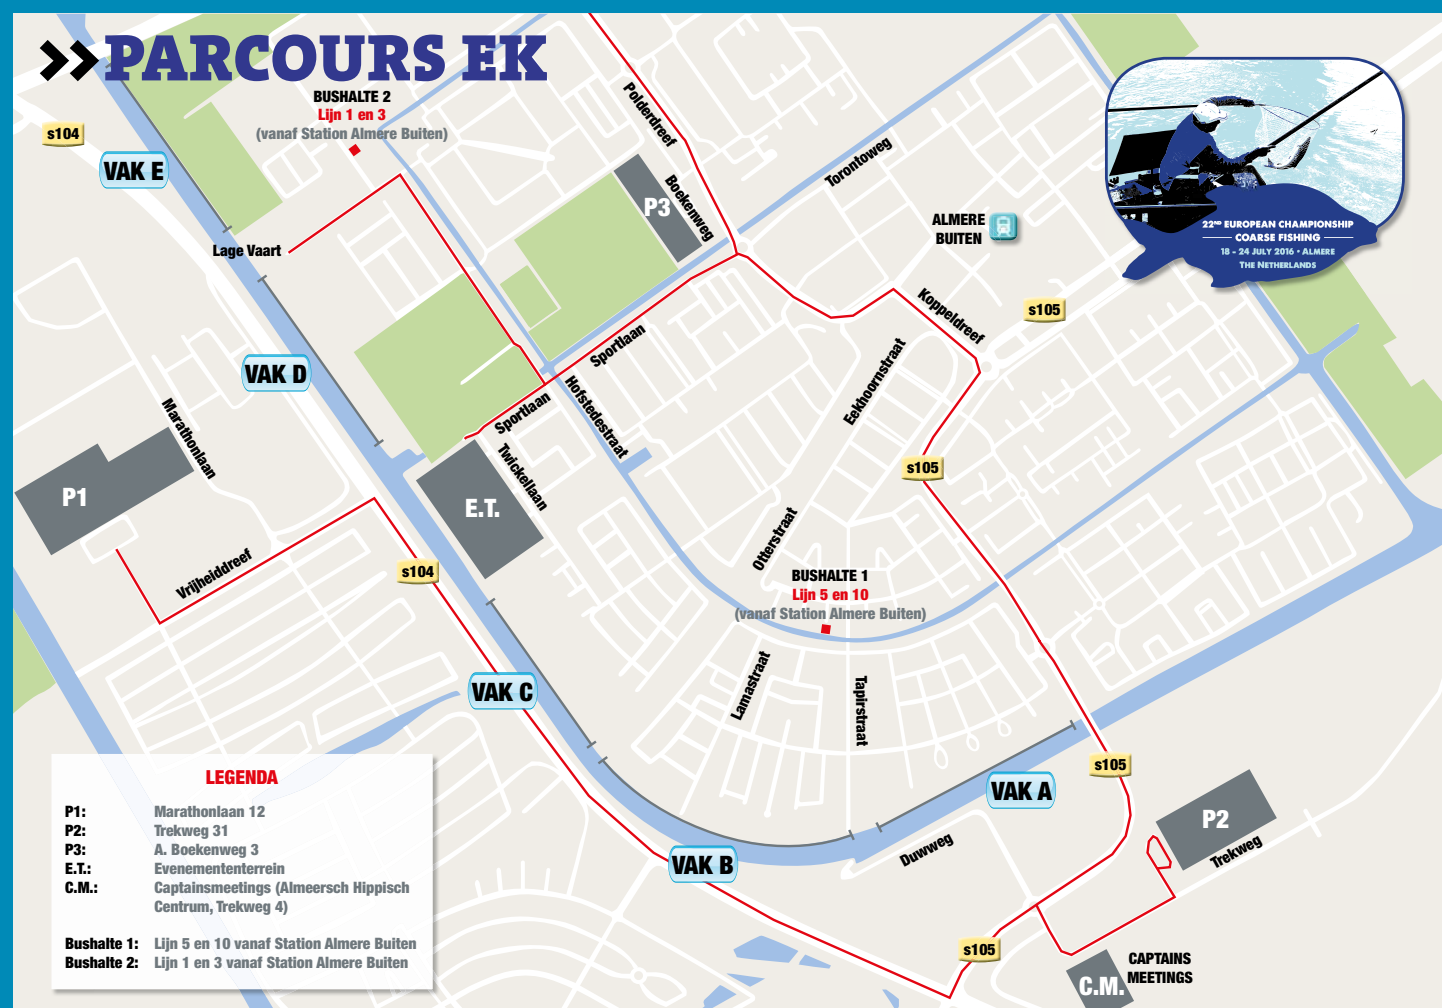 PARCOURS EK
BUSHALTE 2
Lijn 1 en 3
(vanaf Station Almere Buiten)
s104
VAK E
Polderdreef
Torontoweg
P3
Boekenweg
Lage Vaart
ALMERE
BUITEN
22ND EUROPEAN CHAMPIONSHIP
COARSE FISHING
18 - 24 JULY 2016 • ALMERE
THE NETHERLANDS
Koppeldreef
s105
VAK D
Sportlaan
Eekhoornstraat
Hofstedestraat
Sportlaan
Marathonlaan
Twickellaan
s105
P1
E.T.
Otterstraat
Vrijheiddreef
s104
BUSHALTE 1
Lijn 5 en 10
(vanaf Station Almere Buiten)
VAK C
Lamastraat
Tapirstraat
s105
VAK A
P2
Trekweg
Duwweg
VAK B
s105
CAPTAINS
MEETINGS
C.M.
LEGENDA
P1: Marathonlaan 12
P2: Trekweg 31
P3: A. Boekenweg 3
E.T.: Evenemententerrein
C.M.: Captainsmeetings (Almeersch Hippisch
Centrum, Trekweg 4)
Bushalte 1: Lijn 5 en 10 vanaf Station Almere Buiten
Bushalte 2: Lijn 1 en 3 vanaf Station Almere Buiten